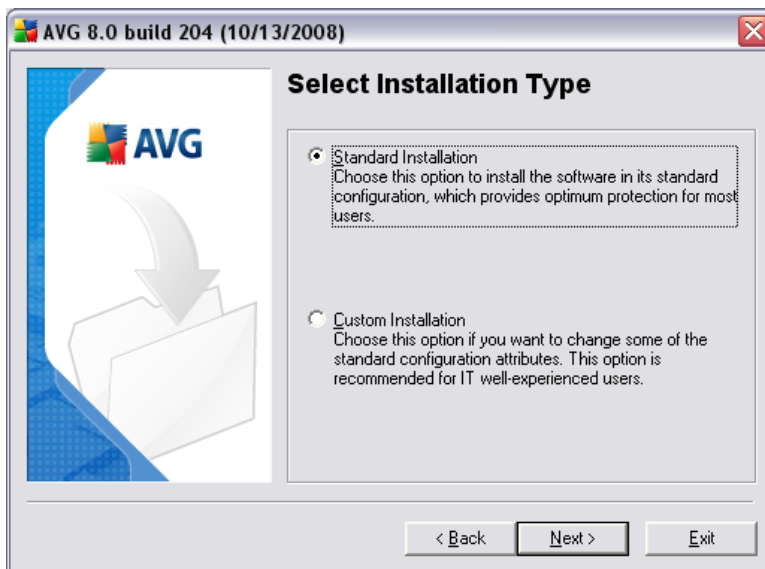 AVG 8.0 build 204 (10/13/2008)
AVG
Select Installation Type
Standard Installation
Choose this option to install the software in its standard
configuration, which provides optimum protection for most
users.
Custom Installation
Choose this option if you want to change some of the
standard configuration attributes. This option is
recommended for IT well-experienced users.
< Back
Next >
Exit